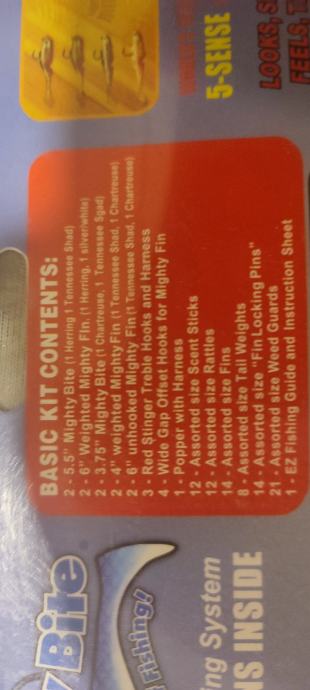 5-SENSE
LOOKS, S
FEELS, T
BASIC KIT CONTENTS:
2 - 5.5" Mighty Bite (1 Herring 1 Tennessee Shad)
2 - 6" Weighted Mighty Fin, (1 Herring, 1 silver/white)
2 - 3.75" Mighty Bite (1 Chartreuse, 1 Tennessee Sgad)
2 - 4" weighted Mighty Fin (1 Tennessee Shad, 1 Chartreuse)
2 - 6" unhooked Mighty Fin (1 Tennessee Shad, 1 Chartreuse)
3 - Red Stinger Treble Hooks and Harness
4 - Wide Gap Offset Hooks for Mighty Fin
1 - Popper with Harness
12 - Assorted size Scent Sticks
12 - Assorted size Rattles
14 - Assorted size Fins
8 - Assorted size Tail Weights
14 - Assorted size "Fin Locking Pins"
21 - Assorted size Weed Guards
1 - EZ Fishing Guide and Instruction Sheet
y Bite
Fishing!
ng System
IS INSIDE